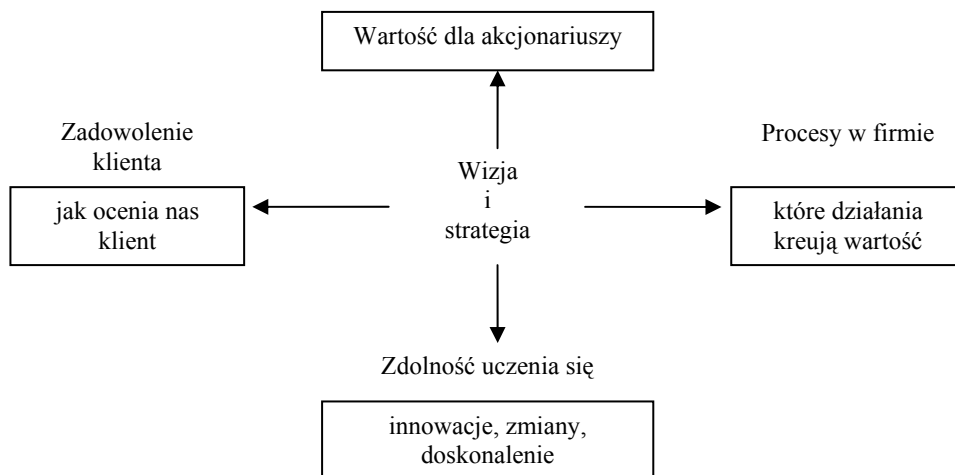 Wartość dla akcjonariuszy
Zadowolenie
klienta
jak ocenia nas
klient
Wizja
i
strategia
Procesy w firmie
które działania
kreują wartość
Zdolność uczenia się
innowacje, zmiany,
doskonalenie